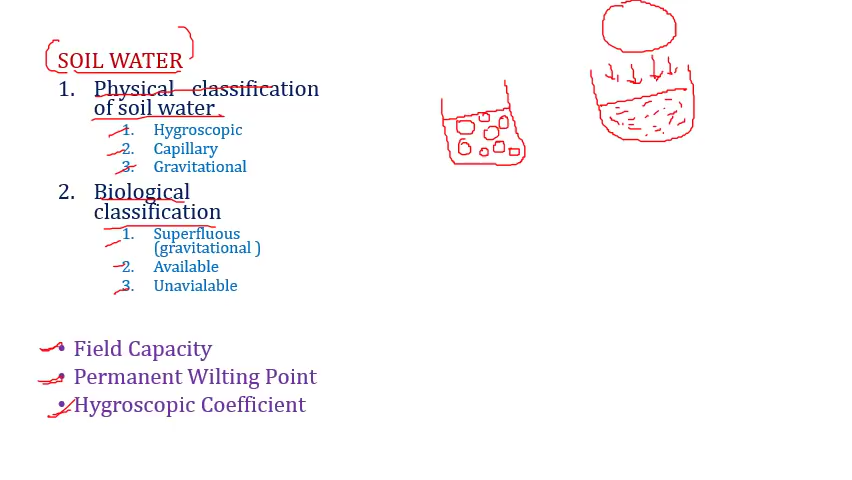 SOIL WATER
1. Physical classification
of soil water
1. Hygroscopic
2. Capillary
3. Gravitational
2. Biological
classification
1. Superfluous
(gravitational )
2. Available
3. Unavialable
• Field Capacity
• Permanent Wilting Point
• Hygroscopic Coefficient